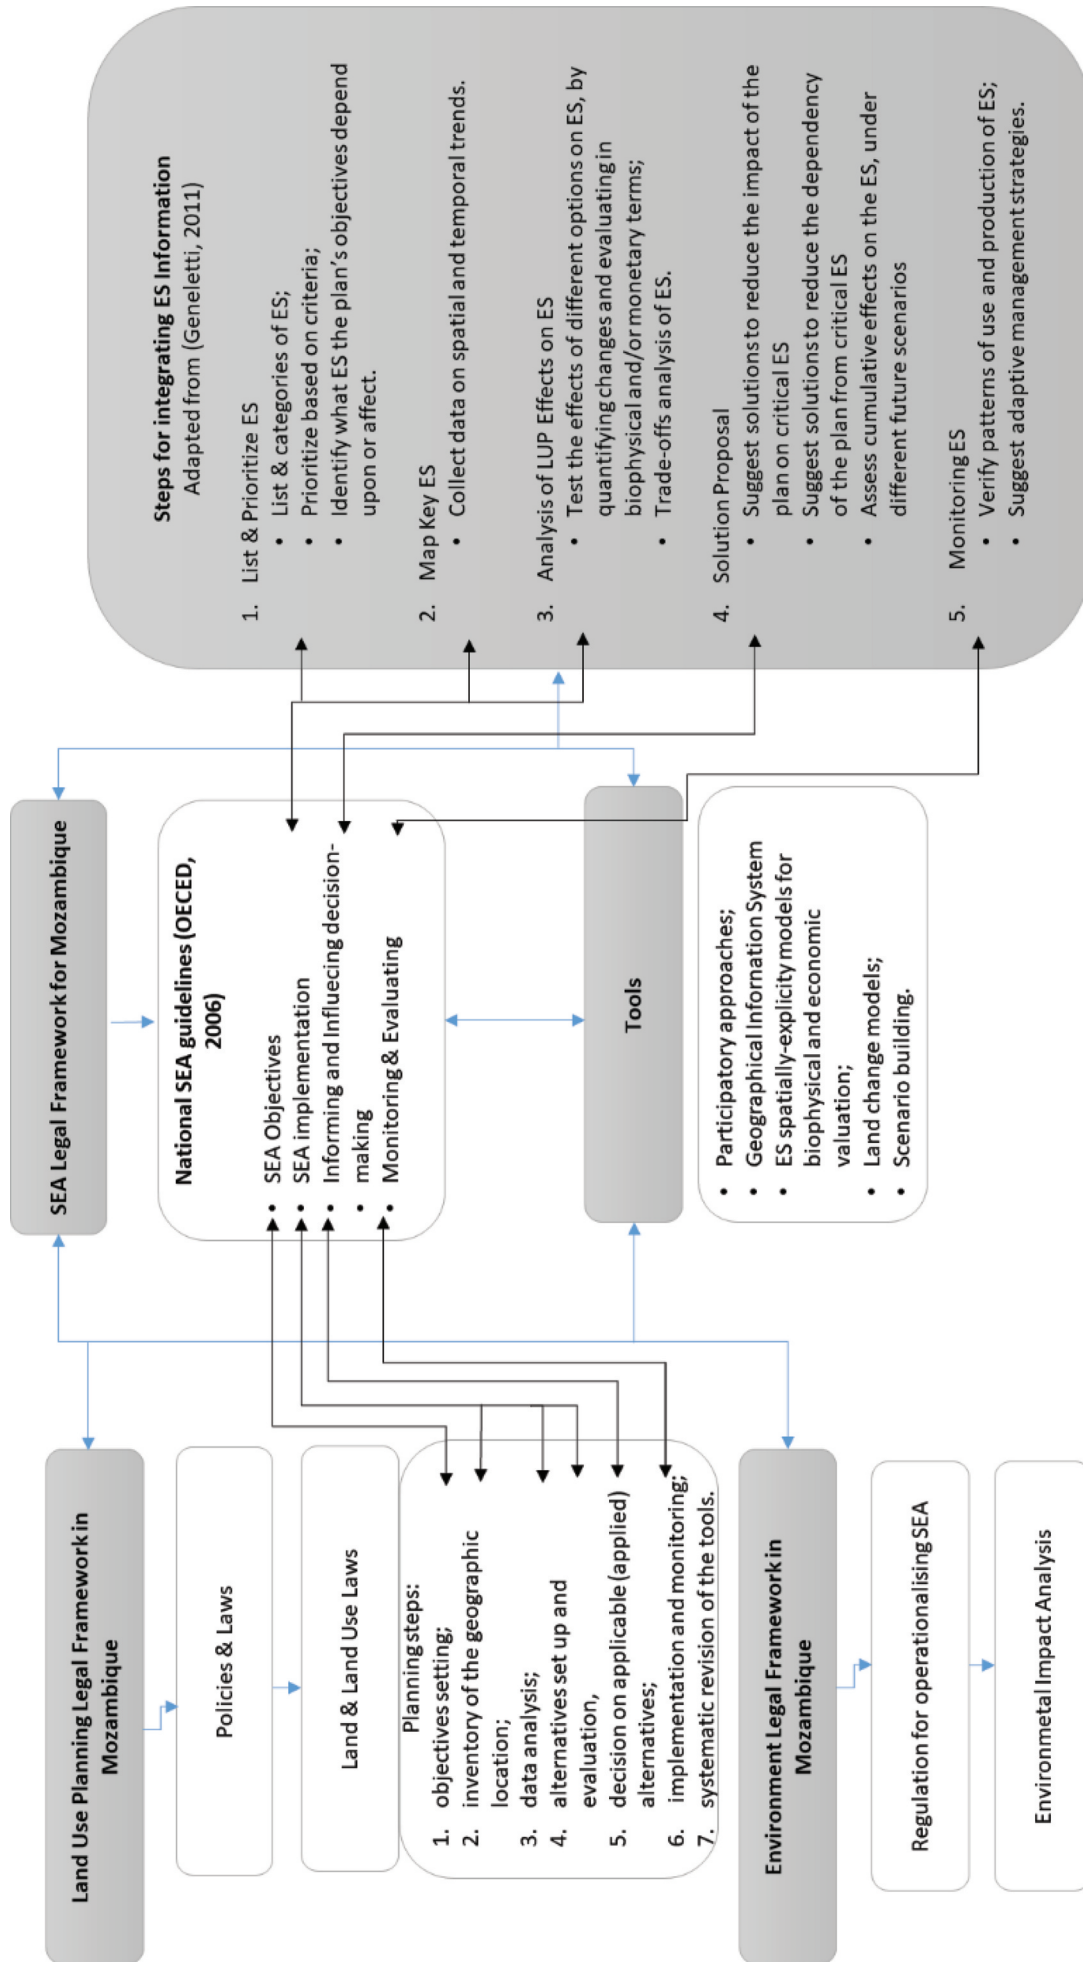 Land Use Planning Legal Framework in
Mozambique
Policies & Laws
Land & Land Use Laws
Planning steps:
1. objectives setting;
2. inventory of the geographic
location;
3. data analysis;
4. alternatives set up and
evaluation,
5. decision on applicable (applied)
alternatives;
6. implementation and monitoring;
7. systematic revision of the tools.
Environment Legal Framework in
Mozambique
Regulation for operationalising SEA
Environmetal Impact Analysis
SEA Legal Framework for Mozambique
National SEA guidelines (OECED,
2006)
• SEA Objectives
• SEA implementation
• Informing and Influecing decision-
• making
• Monitoring & Evaluating
Tools
• Participatory approaches;
• Geographical Information System
• ES spatially-explicity models for
biophysical and economic
valuation;
• Land change models;
• Scenario building.
Steps for integrating ES Information
Adapted from (Geneletti, 2011)
1. List & Prioritize ES
• List & categories of ES;
• Prioritize based on criteria;
• Identify what ES the plan's objectives depend
upon or affect.
2. Map Key ES
• Collect data on spatial and temporal trends.
3. Analysis of LUP Effects on ES
• Test the effects of different options on ES, by
quantifying changes and evaluating in
biophysical and/or monetary terms;
• Trade-offs analysis of ES.
4. Solution Proposal
• Suggest solutions to reduce the impact of the
plan on critical ES
• Suggest solutions to reduce the dependency
of the plan from critical ES
• Assess cumulative effects on the ES, under
different future scenarios
5. Monitoring ES
• Verify patterns of use and production of ES;
• Suggest adaptive management strategies.